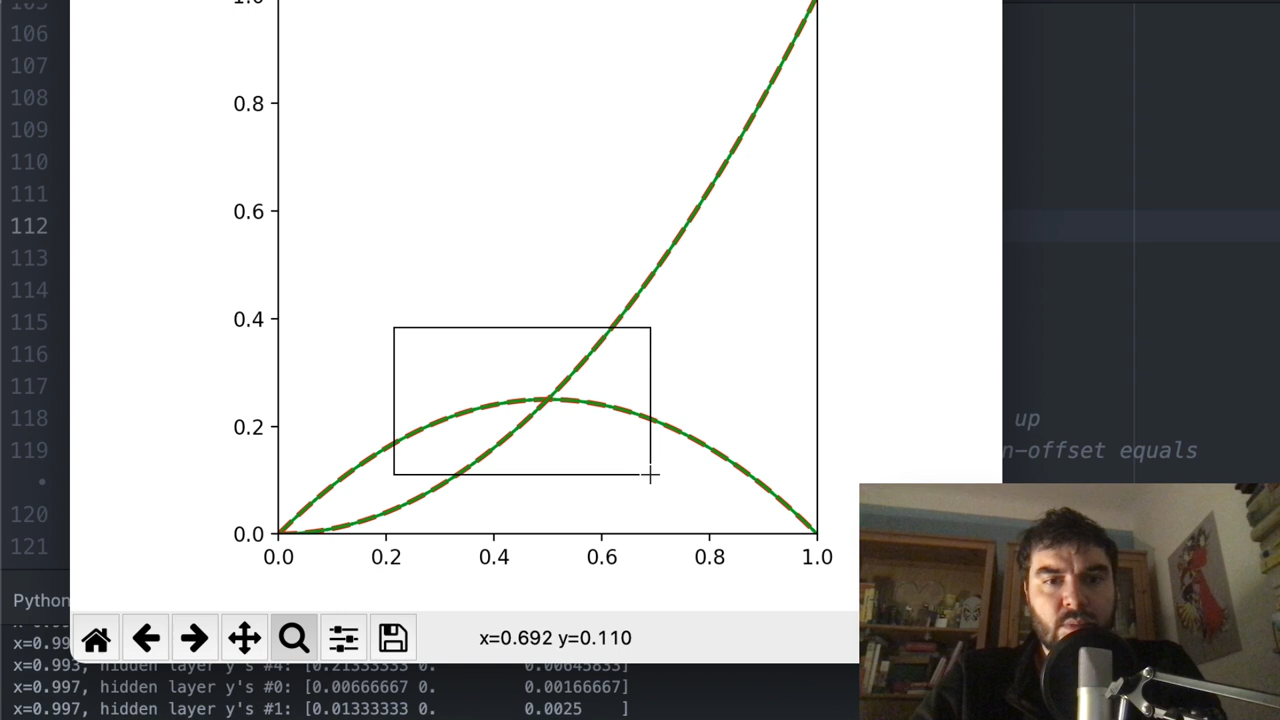 105
106
107
108
109
110
111
112
113
114
115
116
117
118
119
120
121
1.0
0.8
0.6
0.4
0.2
0.0
0.0 0.2 0.4 0.6 0.8 1.0
up
n-offset equals
x=0.692 y=0.110
Python
x=0.99
x=0.993, hidden layer y's #4: [0.21333333 0. 0.00645833]
x=0.997, hidden layer y's #0: [0.00666667 0. 0.00166667]
x=0.997, hidden layer y's #1: [0.01333333 0. 0.0025 ]